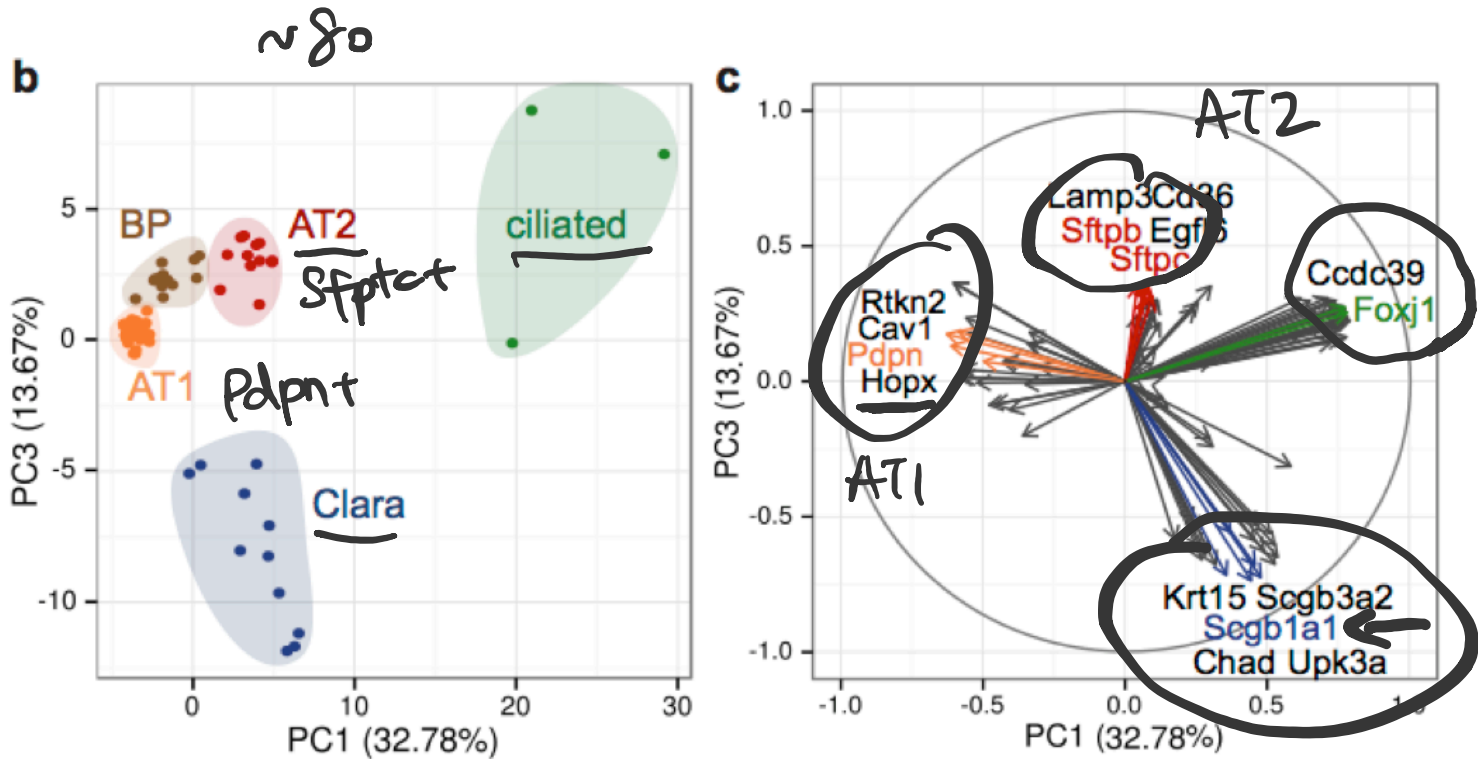 ~80
b
BP
AT2
Sfptct
ciliated
AT1
Pdpn+
Clara
5
0
-5
-10
PC3 (13.67%)
0 10 20 30
PC1 (32.78%)
c
AT2
Lamp3 Cd36
Sftpb Egfl6
Sftpc
Ccdc39
Foxj1
Rtkn2
Cav1
Pdpn
Hopx
AT1
Krt15 Scgb3a2
Scgb1a1
Chad Upk3a
1.0
0.5
0.0
-0.5
-1.0
PC3 (13.67%)
-1.0 -0.5 0.0 0.5 1.0
PC1 (32.78%)